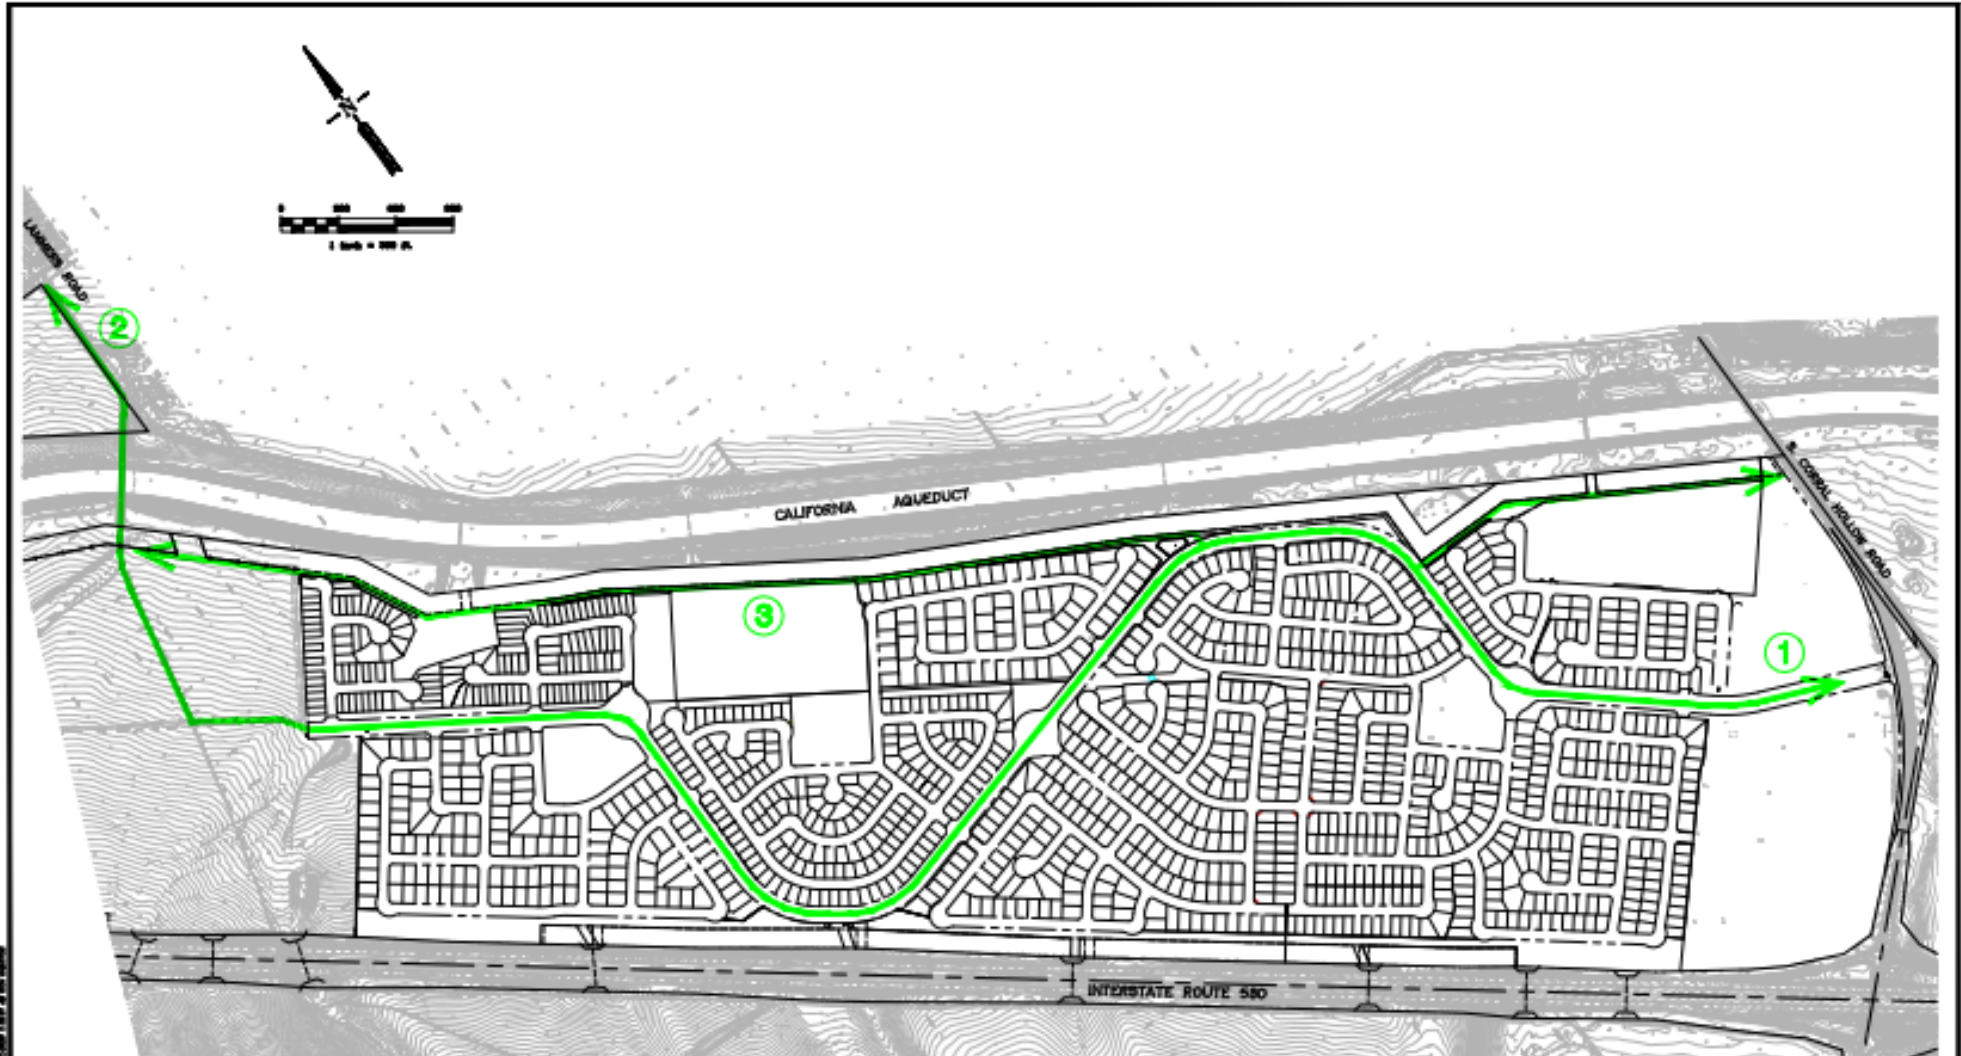 N
LAMMERS ROAD
2
CALIFORNIA AQUEDUCT
S. CORRAL HOLLOW ROAD
3
1
INTERSTATE ROUTE 580